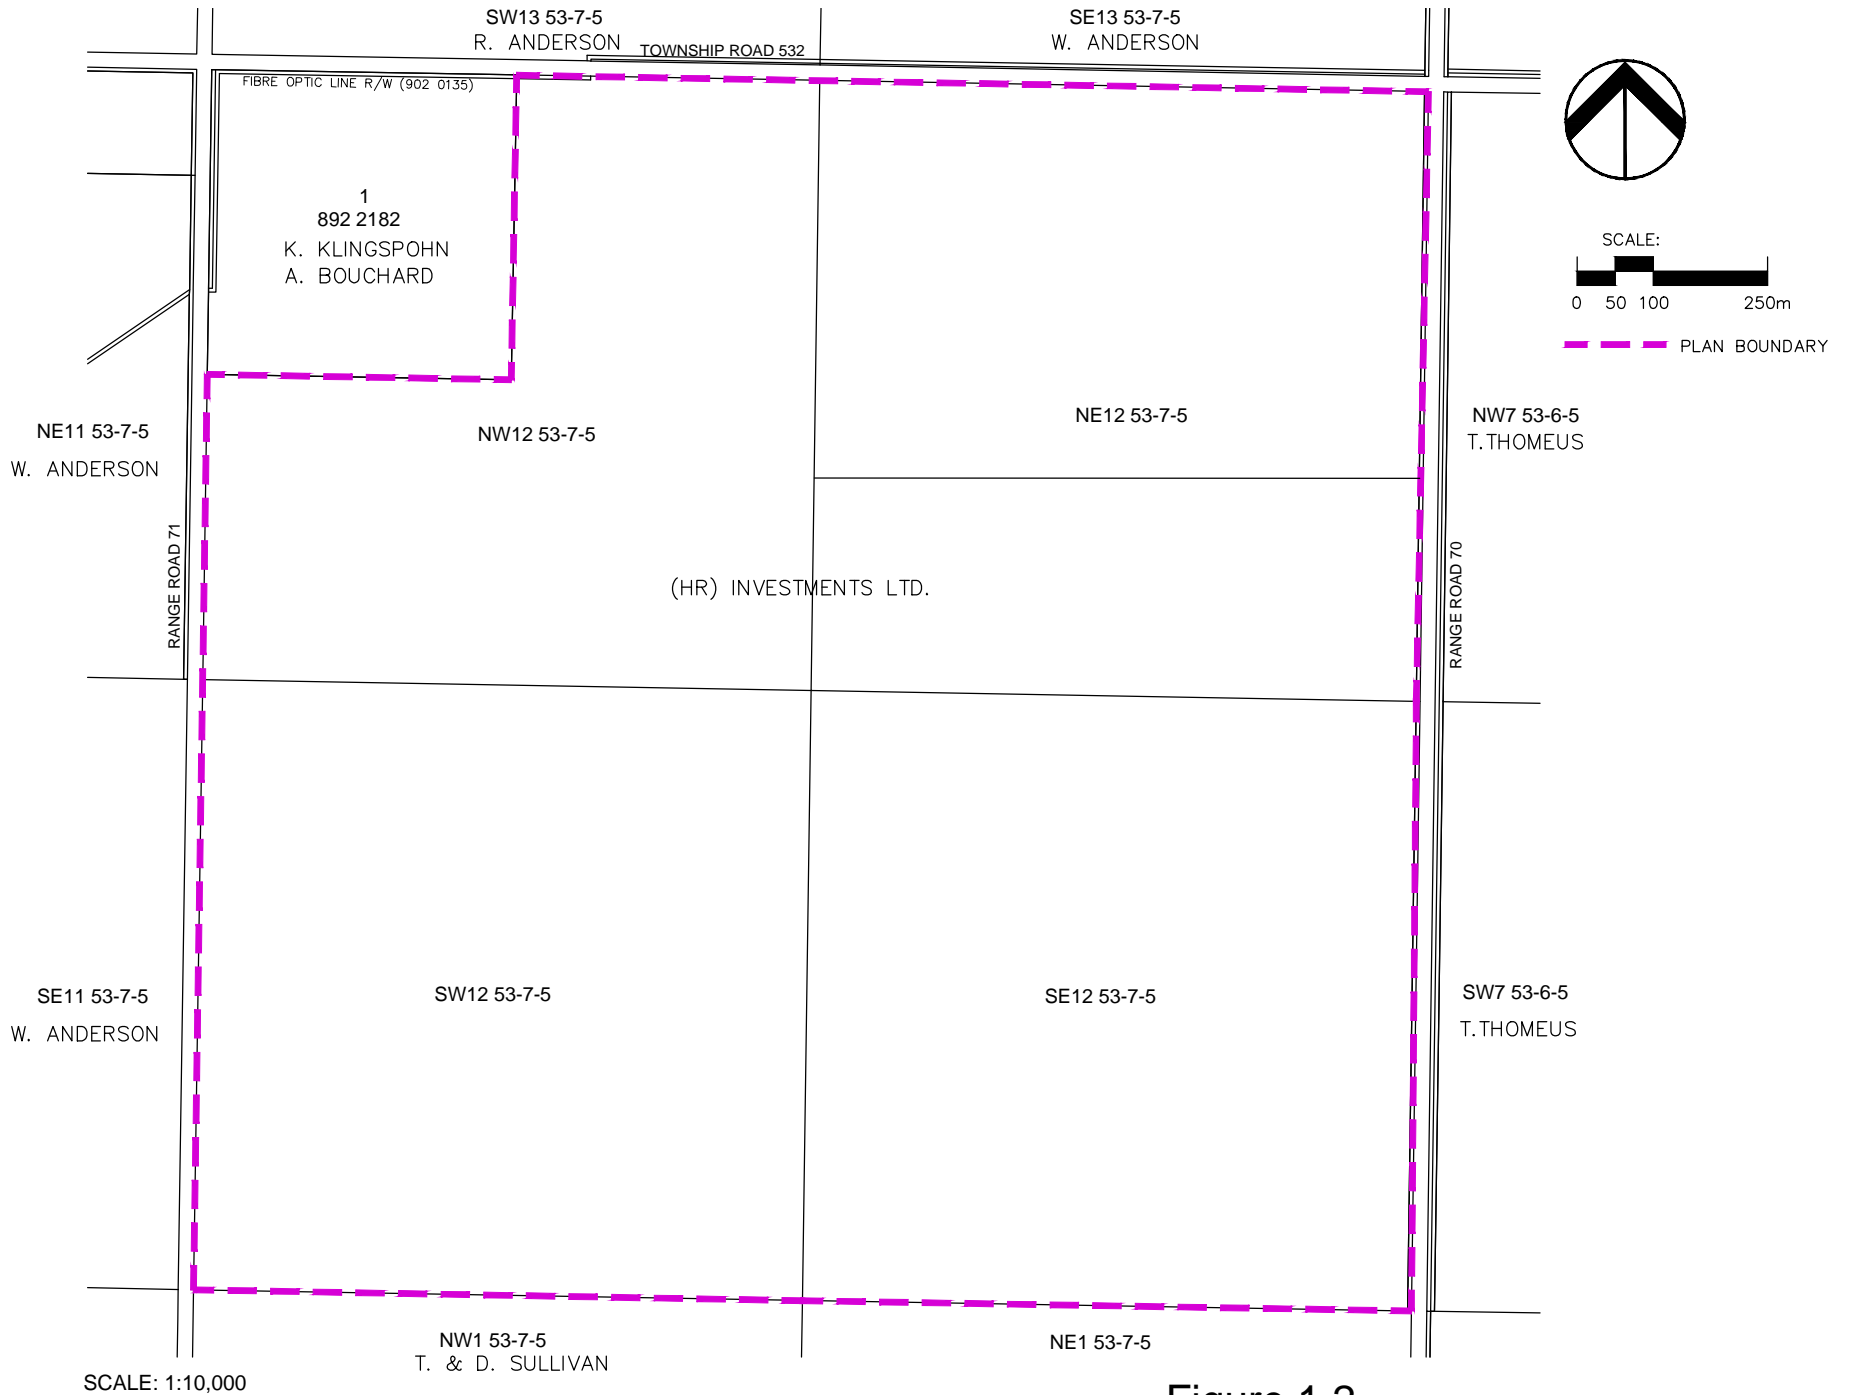 SW13 53-7-5
R. ANDERSON
SE13 53-7-5
W. ANDERSON
TOWNSHIP ROAD 532
FIBRE OPTIC LINE R/W (902 0135)
1
892 2182
K. KLINGSPOHN
A. BOUCHARD
SCALE:
0 50 100 250m
PLAN BOUNDARY
NE11 53-7-5
W. ANDERSON
NW12 53-7-5
NE12 53-7-5
NW7 53-6-5
T.THOMEUS
RANGE ROAD 71
(HR) INVESTMENTS LTD.
RANGE ROAD 70
SE11 53-7-5
W. ANDERSON
SW12 53-7-5
SE12 53-7-5
SW7 53-6-5
T.THOMEUS
NW1 53-7-5
T. & D. SULLIVAN
NE1 53-7-5
SCALE: 1:10,000
Figure 1.2